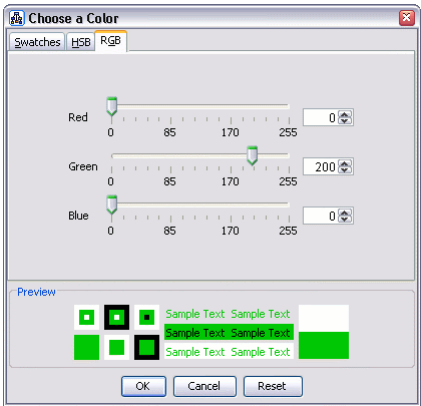 Choose a Color
Swatches HSB RGB
Red 0
0 85 170 255
Green 200
0 85 170 255
Blue 0
0 85 170 255
Preview
Sample Text Sample Text
Sample Text Sample Text
Sample Text Sample Text
OK Cancel Reset